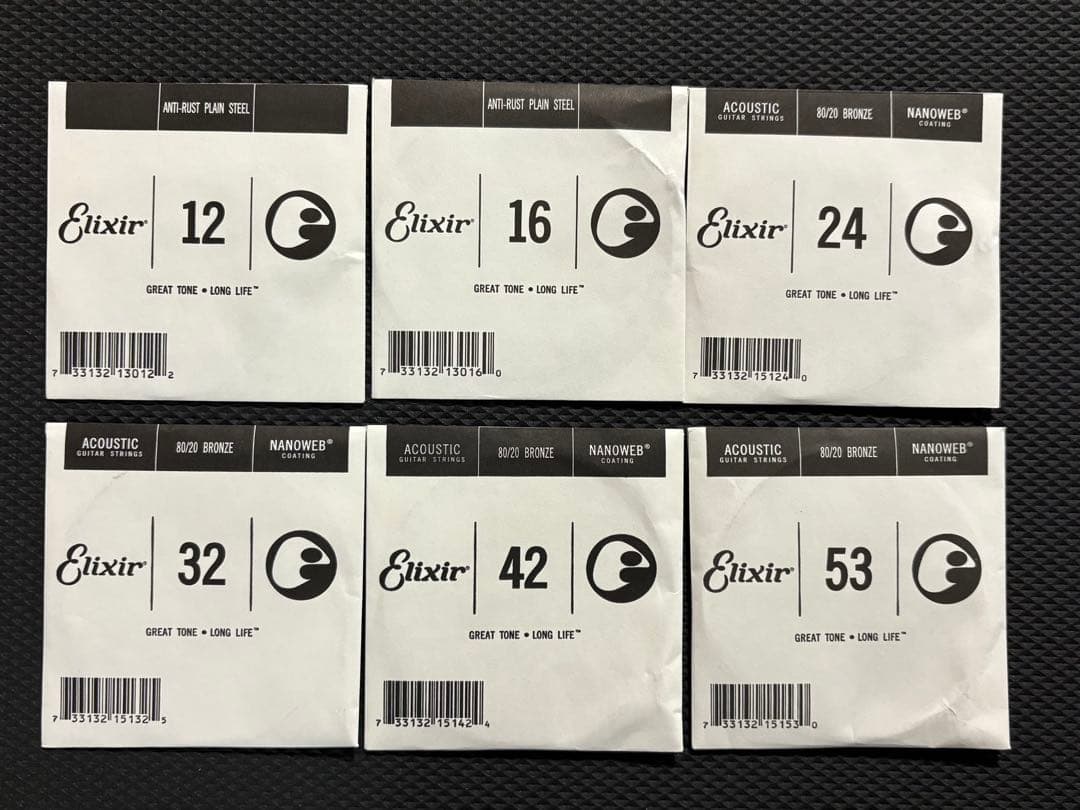 ANTI-RUST PLAIN STEEL
Elixir®
12
GREAT TONE • LONG LIFE™
7 33132 13012 2
ANTI-RUST PLAIN STEEL
Elixir®
16
GREAT TONE • LONG LIFE™
7 33132 13016 0
ACOUSTIC
GUITAR STRINGS
80/20 BRONZE
NANOWEB®
COATING
Elixir®
24
GREAT TONE • LONG LIFE™
7 33132 15124 0
ACOUSTIC
GUITAR STRINGS
80/20 BRONZE
NANOWEB®
COATING
Elixir®
32
GREAT TONE • LONG LIFE™
7 33132 15132 5
ACOUSTIC
GUITAR STRINGS
80/20 BRONZE
NANOWEB®
COATING
Elixir®
42
GREAT TONE • LONG LIFE™
7 33132 15142 4
ACOUSTIC
GUITAR STRINGS
80/20 BRONZE
NANOWEB®
COATING
Elixir®
53
GREAT TONE • LONG LIFE™
7 33132 15153 0